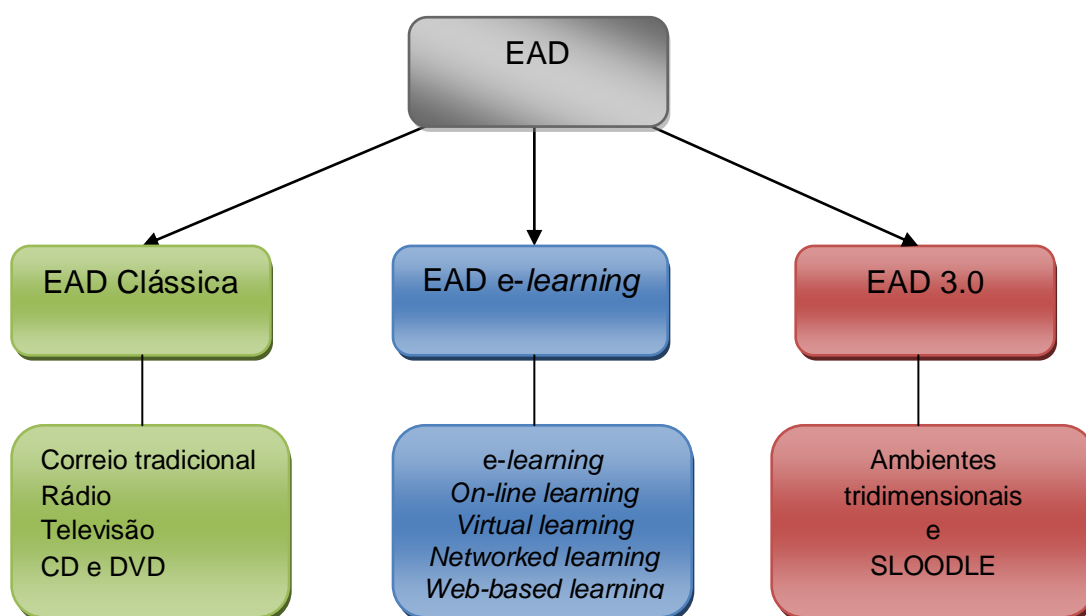 EAD
EAD Clássica
EAD e-learning
EAD 3.0
Correio tradicional
Rádio
Televisão
CD e DVD
e-learning
On-line learning
Virtual learning
Networked learning
Web-based learning
Ambientes
tridimensionais
e
SLOODLE